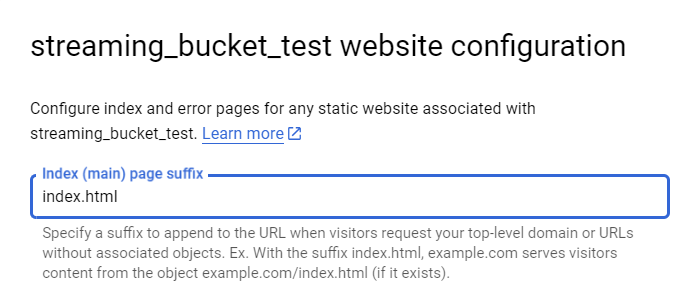 streaming_bucket_test website configuration
Configure index and error pages for any static website associated with
streaming_bucket_test. Learn more
Index (main) page suffix
index.html
Specify a suffix to append to the URL when visitors request your top-level domain or URLs
without associated objects. Ex. With the suffix index.html, example.com serves visitors
content from the object example.com/index.html (if it exists).